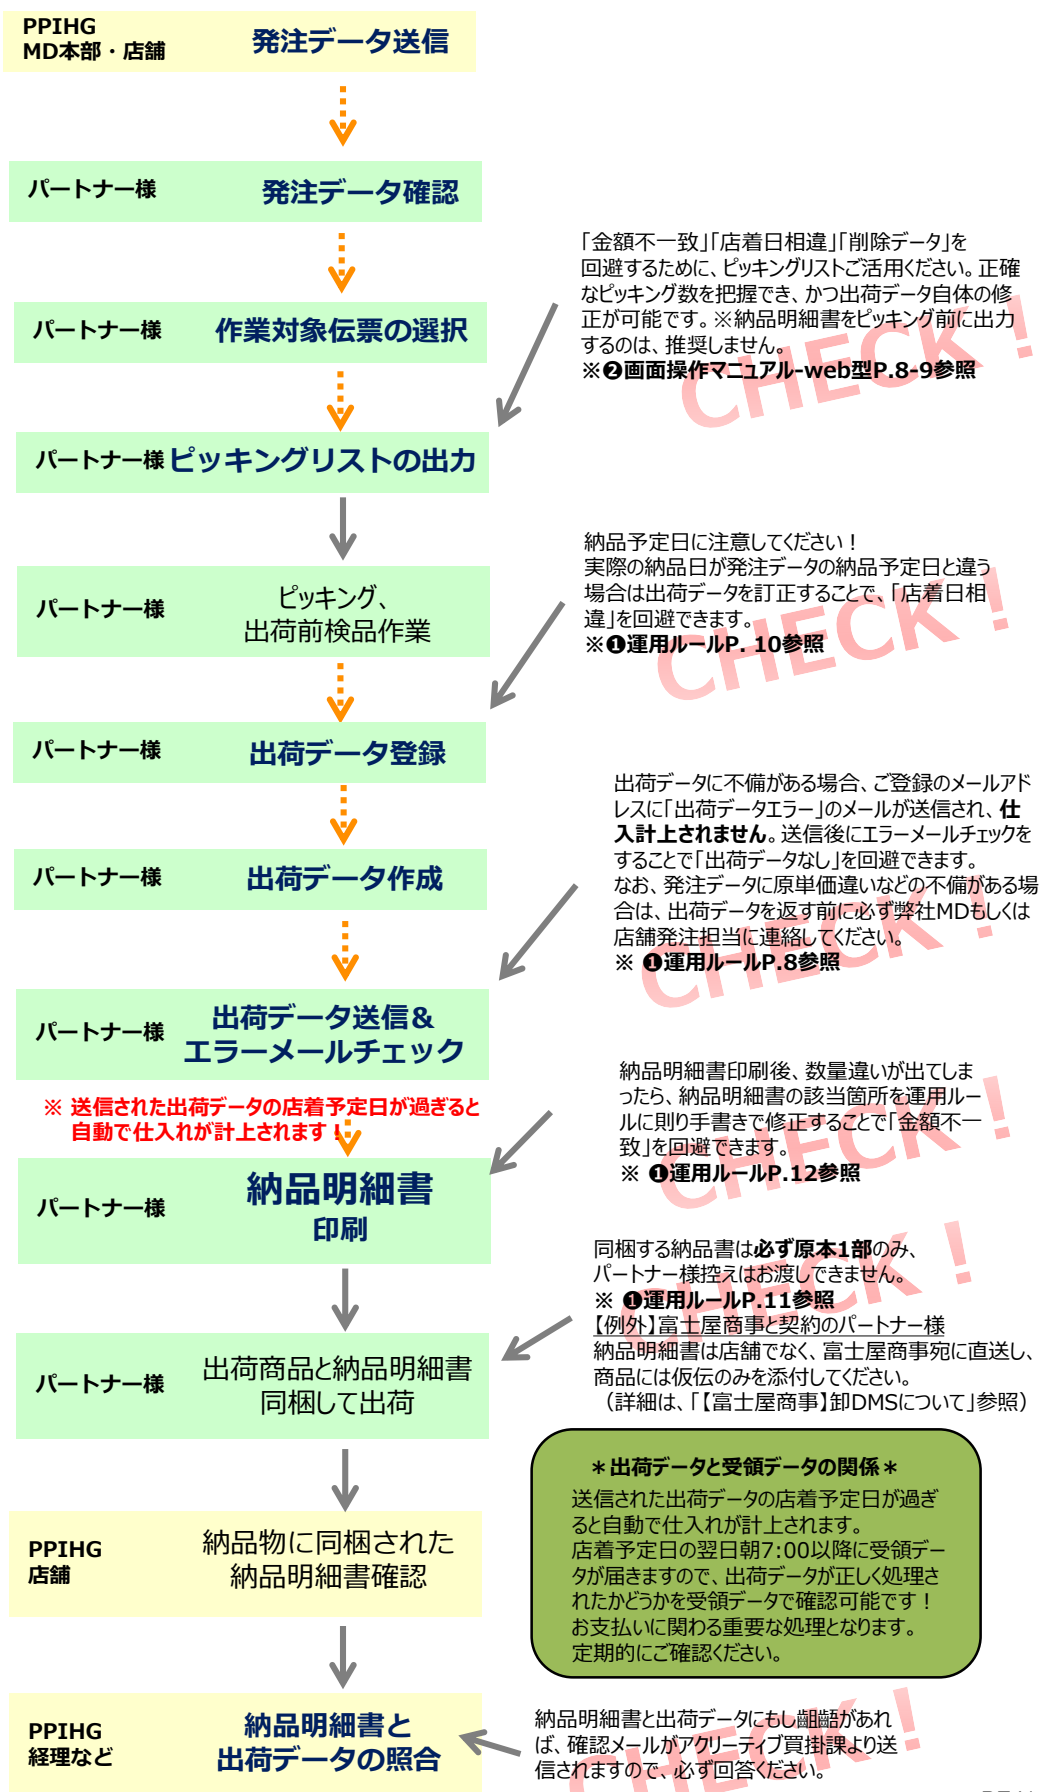 PPIHG
MD本部・店舗
発注データ送信
パートナー様
発注データ確認
「金額不一致」「店着日相違」「削除データ」を
回避するために、ピッキングリストご活用ください。正確
なピッキング数を把握でき、かつ出荷データ自体の修
正が可能です。※納品明細書をピッキング前に出力
するのは、推奨しません。
※❷画面操作マニュアル-web型P.8-9参照
CHECK！
パートナー様
作業対象伝票の選択
パートナー様
ピッキングリストの出力
納品予定日に注意してください！
実際の納品日が発注データの納品予定日と違う
場合は出荷データを訂正することで、「店着日相
違」を回避できます。
※❶運用ルールP. 10参照
CHECK！
パートナー様
ピッキング、
出荷前検品作業
パートナー様
出荷データ登録
出荷データに不備がある場合、ご登録のメールアド
レスに「出荷データエラー」のメールが送信され、仕
入計上されません。送信後にエラーメールチェックを
することで「出荷データなし」を回避できます。
なお、発注データに原単価違いなどの不備がある場
合は、出荷データを返す前に必ず弊社MDもしくは
店舗発注担当に連絡してください。
※ ❶運用ルールP.8参照
CHECK！
パートナー様
出荷データ作成
パートナー様
出荷データ送信&
エラーメールチェック
※ 送信された出荷データの店着予定日が過ぎると
自動で仕入れが計上されます！
納品明細書印刷後、数量違いが出てしま
ったら、納品明細書の該当箇所を運用ルー
ルに則り手書きで修正することで「金額不一
致」を回避できます。
※ ❶運用ルールP.12参照
CHECK！
パートナー様
納品明細書
印刷
同梱する納品書は必ず原本1部のみ、
パートナー様控えはお渡しできません。
※ ❶運用ルールP.11参照
【例外】富士屋商事と契約のパートナー様
納品明細書は店舗でなく、富士屋商事宛に直送し、
商品には仮伝のみを添付してください。
（詳細は、「【富士屋商事】卸DMSについて」参照）
CHECK！
パートナー様
出荷商品と納品明細書
同梱して出荷
＊出荷データと受領データの関係＊
送信された出荷データの店着予定日が過ぎ
ると自動で仕入れが計上されます。
店着予定日の翌日朝7:00以降に受領デー
タが届きますので、出荷データが正しく処理さ
れたかどうかを受領データで確認可能です！
お支払いに関わる重要な処理となります。
定期的にご確認ください。
PPIHG
店舗
納品物に同梱された
納品明細書確認
PPIHG
経理など
納品明細書と
出荷データの照合
納品明細書と出荷データにもし齟齬があれ
ば、確認メールがアクリーティブ買掛課より送
信されますので、必ず回答ください。
CHECK！